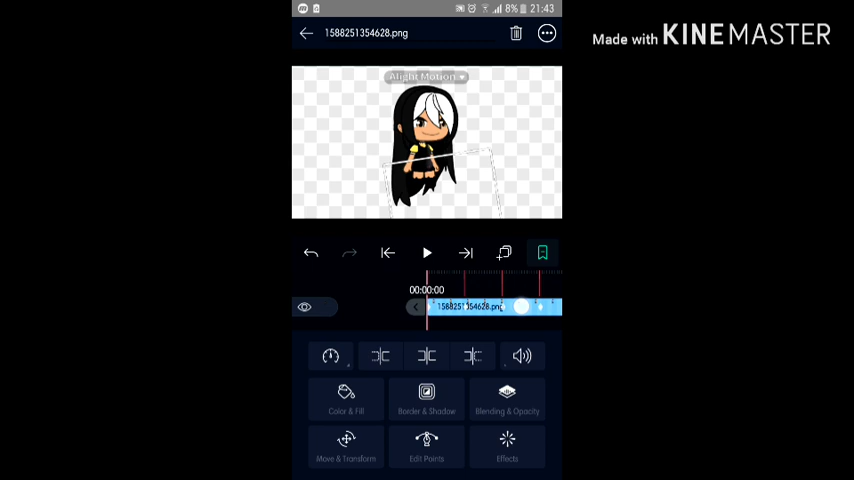 8% 21:43
1588251354628.png
Made with KINEMASTER
Alight Motion
00:00:00
1588251354628.png
Color & Fill
Border & Shadow
Blending & Opacity
Move & Transform
Edit Points
Effects